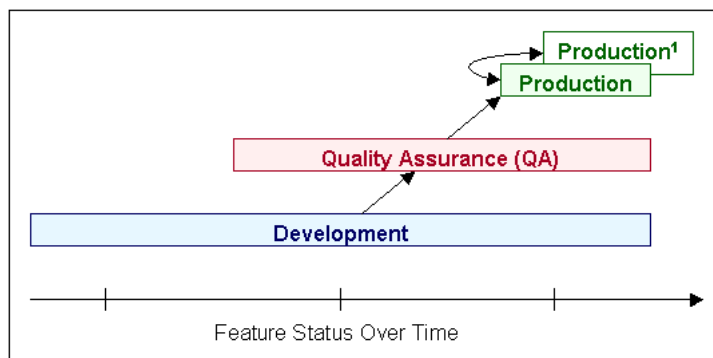 Production¹
Production
Quality Assurance (QA)
Development
Feature Status Over Time